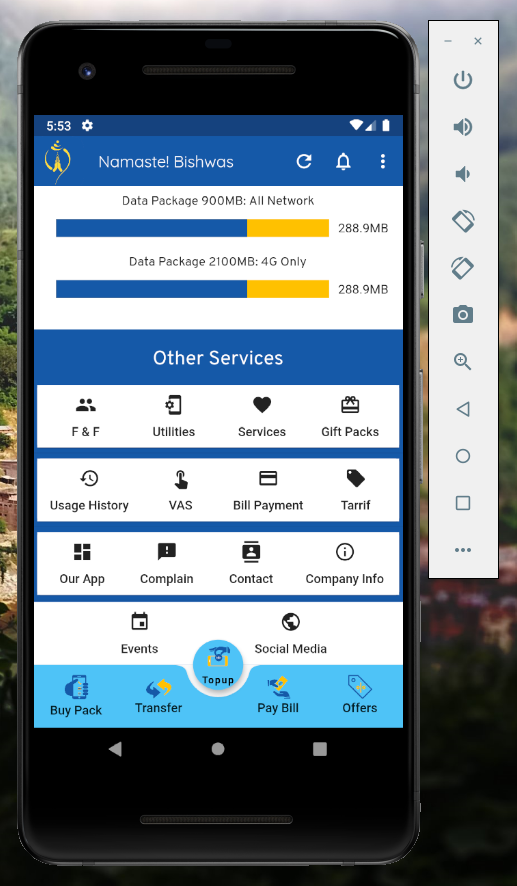 5:53
Namaste! Bishwas
Data Package 900MB: All Network
288.9MB
Data Package 2100MB: 4G Only
288.9MB
Other Services
F & F Utilities Services Gift Packs
Usage History VAS Bill Payment Tarrif
Our App Complain Contact Company Info
Events Social Media
Buy Pack Transfer Topup Pay Bill Offers